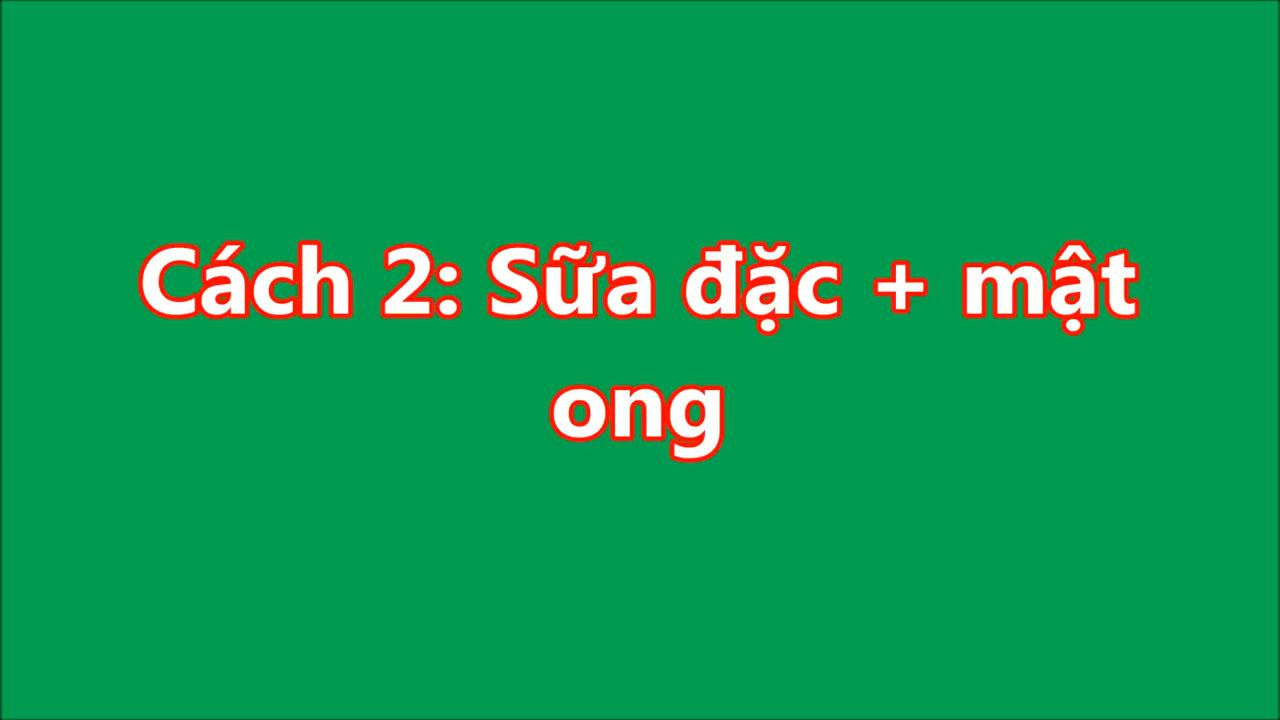 Cách 2: Sữa đặc + mật
ong